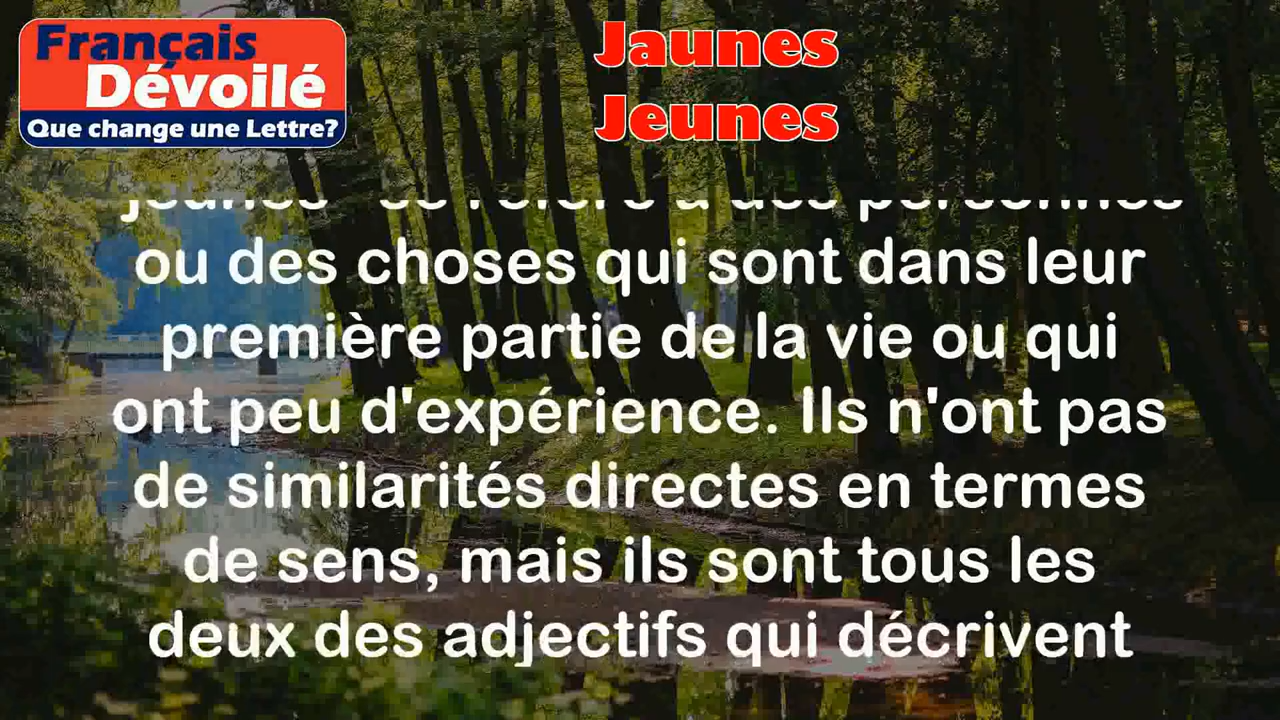 Français
Dévoilé
Que change une Lettre?
Jaunes
Jeunes
ou des choses qui sont dans leur
première partie de la vie ou qui
ont peu d'expérience. Ils n'ont pas
de similarités directes en termes
de sens, mais ils sont tous les
deux des adjectifs qui décrivent